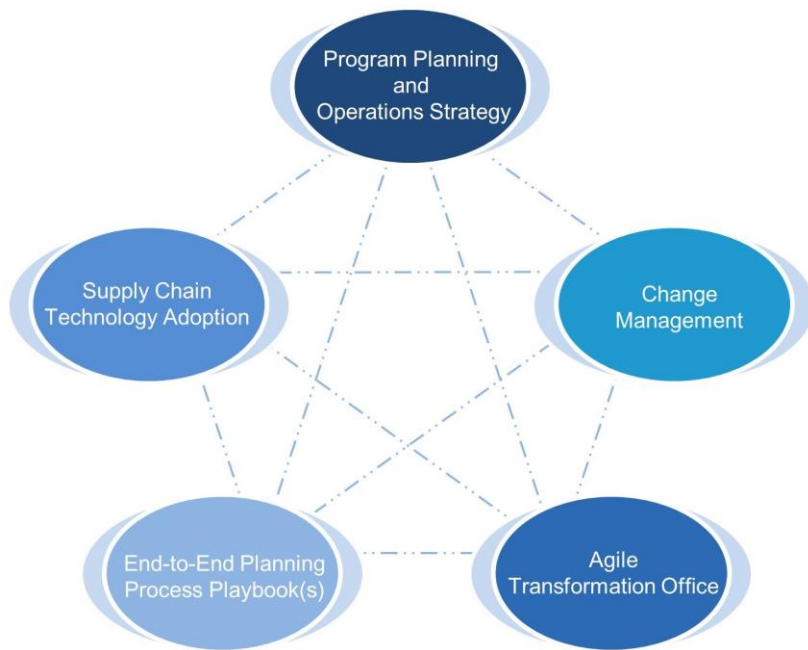 Program Planning
and
Operations Strategy
Supply Chain
Technology Adoption
Change
Management
End-to-End Planning
Process Playbook(s)
Agile
Transformation Office